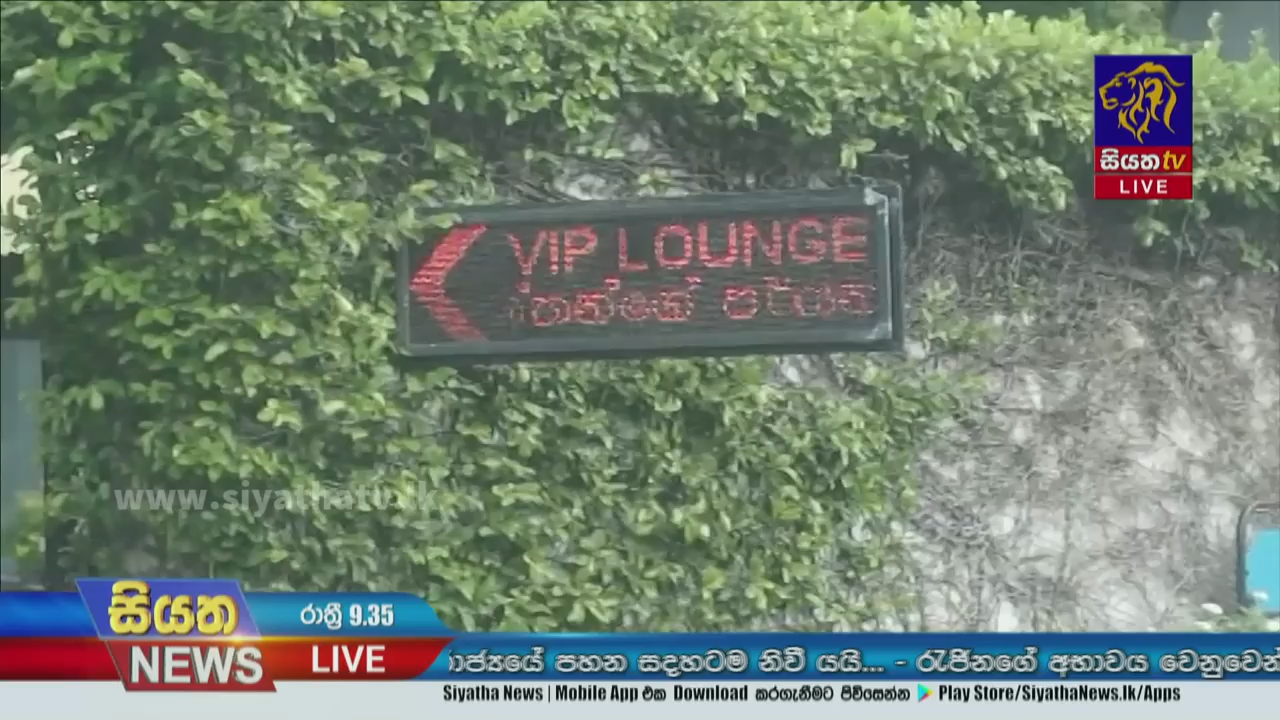 සියත tv
LIVE
VIP LOUNGE
www.siyathatv.lk
සියත
NEWS
රාත්‍රී 9.35
LIVE
පහන සදහටම නිවී යයි... - රැජිනගේ අභාවය වෙනුවෙන්
Siyatha News | Mobile App එක Download කරගැනීමට පිවිසෙන්න Play Store/SiyathaNews.lk/Apps